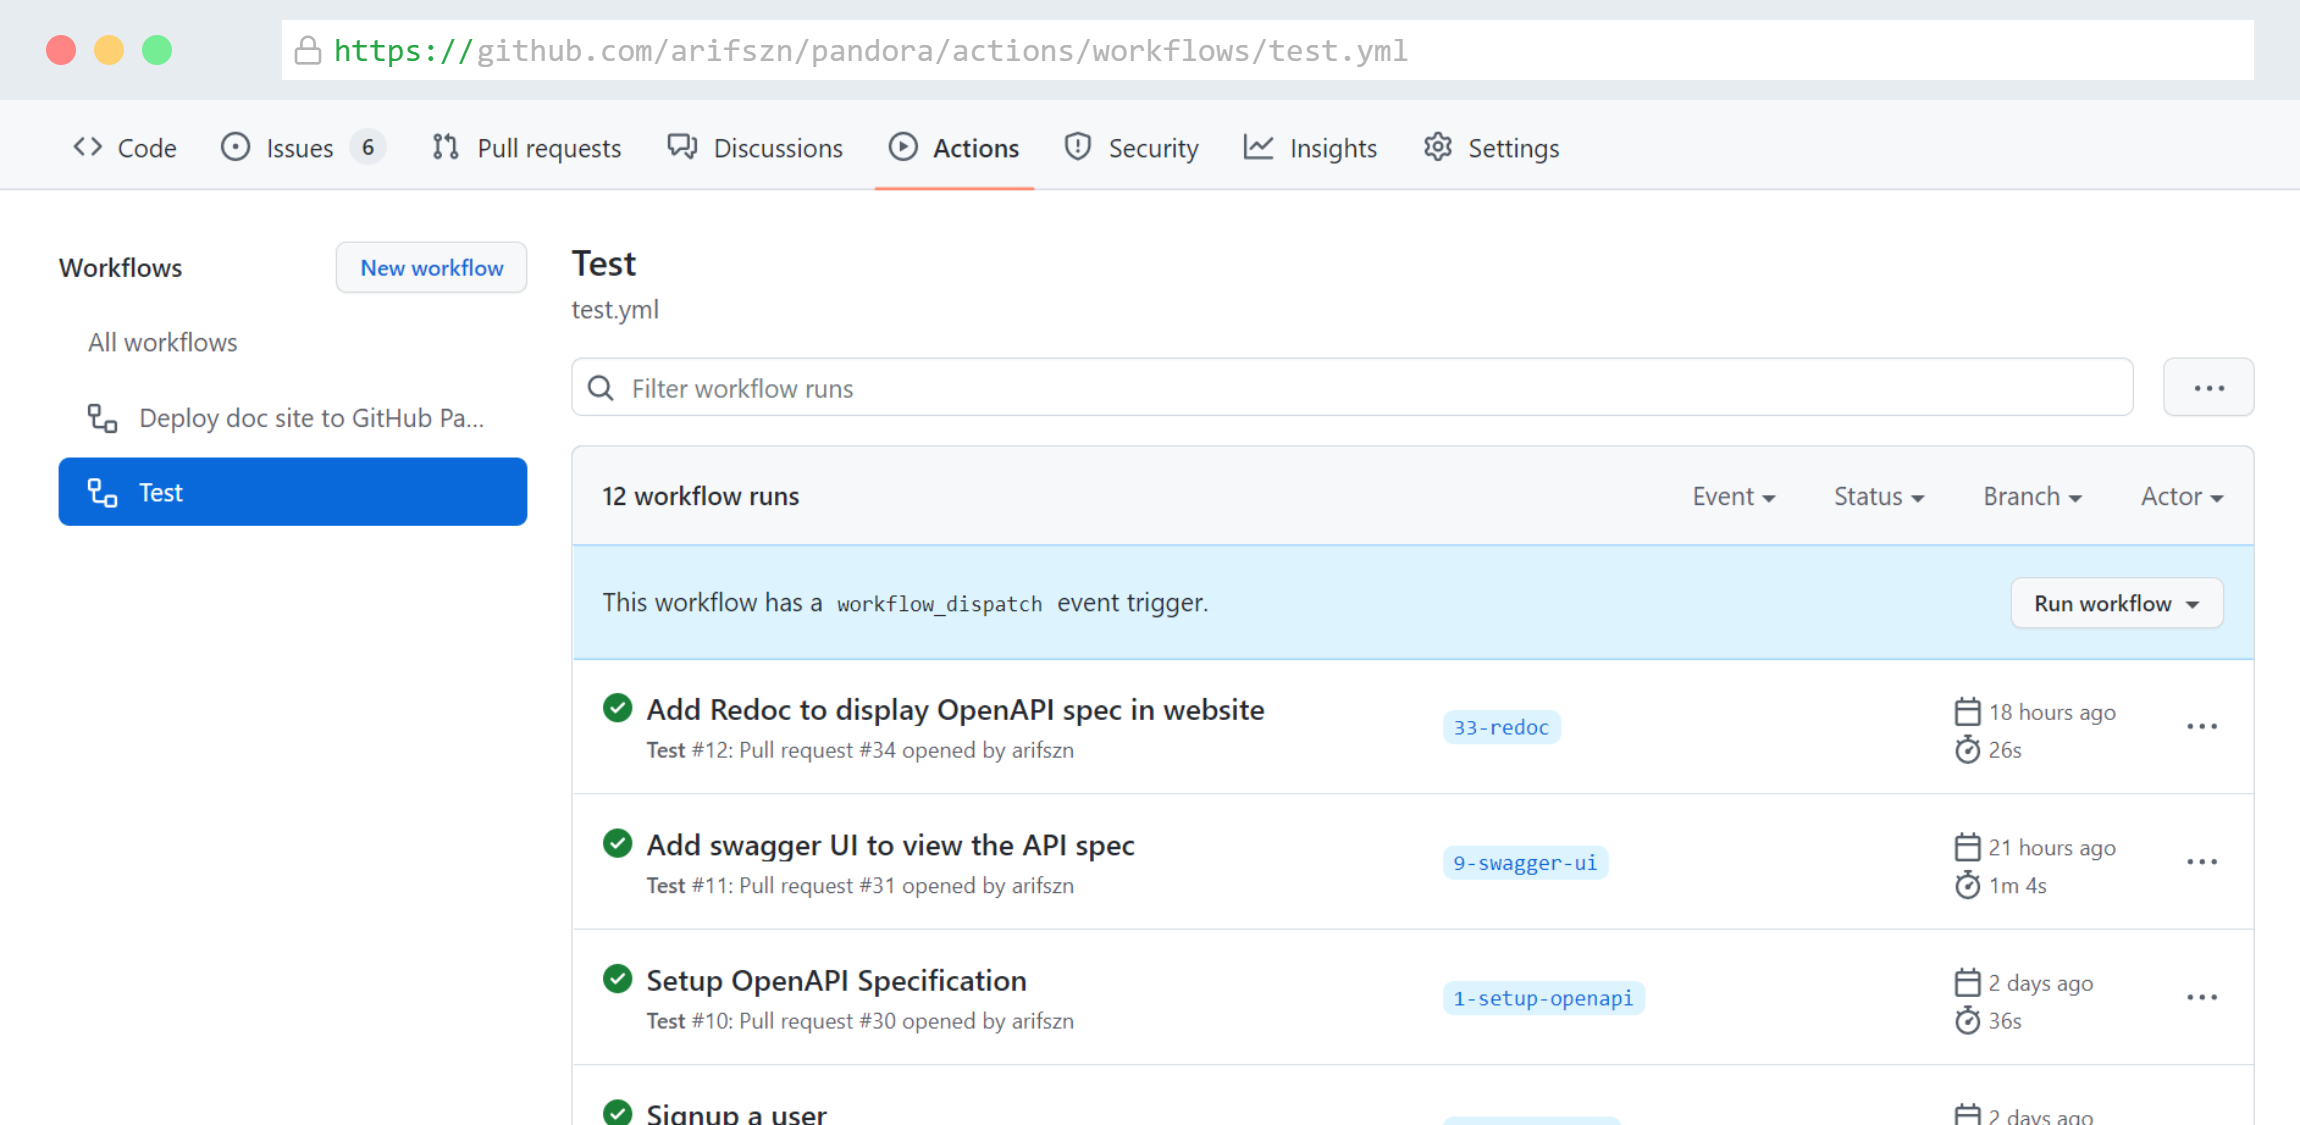 https://github.com/arifszn/pandora/actions/workflows/test.yml
Code Issues 6 Pull requests Discussions Actions Security Insights Settings
Workflows
New workflow
All workflows
Deploy doc site to GitHub Pa...
Test
Test
test.yml
Filter workflow runs
12 workflow runs
Event Status Branch Actor
This workflow has a workflow_dispatch event trigger.
Run workflow
Add Redoc to display OpenAPI spec in website
Test #12: Pull request #34 opened by arifszn
33-redoc
18 hours ago
26s
Add swagger UI to view the API spec
Test #11: Pull request #31 opened by arifszn
9-swagger-ui
21 hours ago
1m 4s
Setup OpenAPI Specification
Test #10: Pull request #30 opened by arifszn
1-setup-openapi
2 days ago
36s
Signup a user
2 days ago